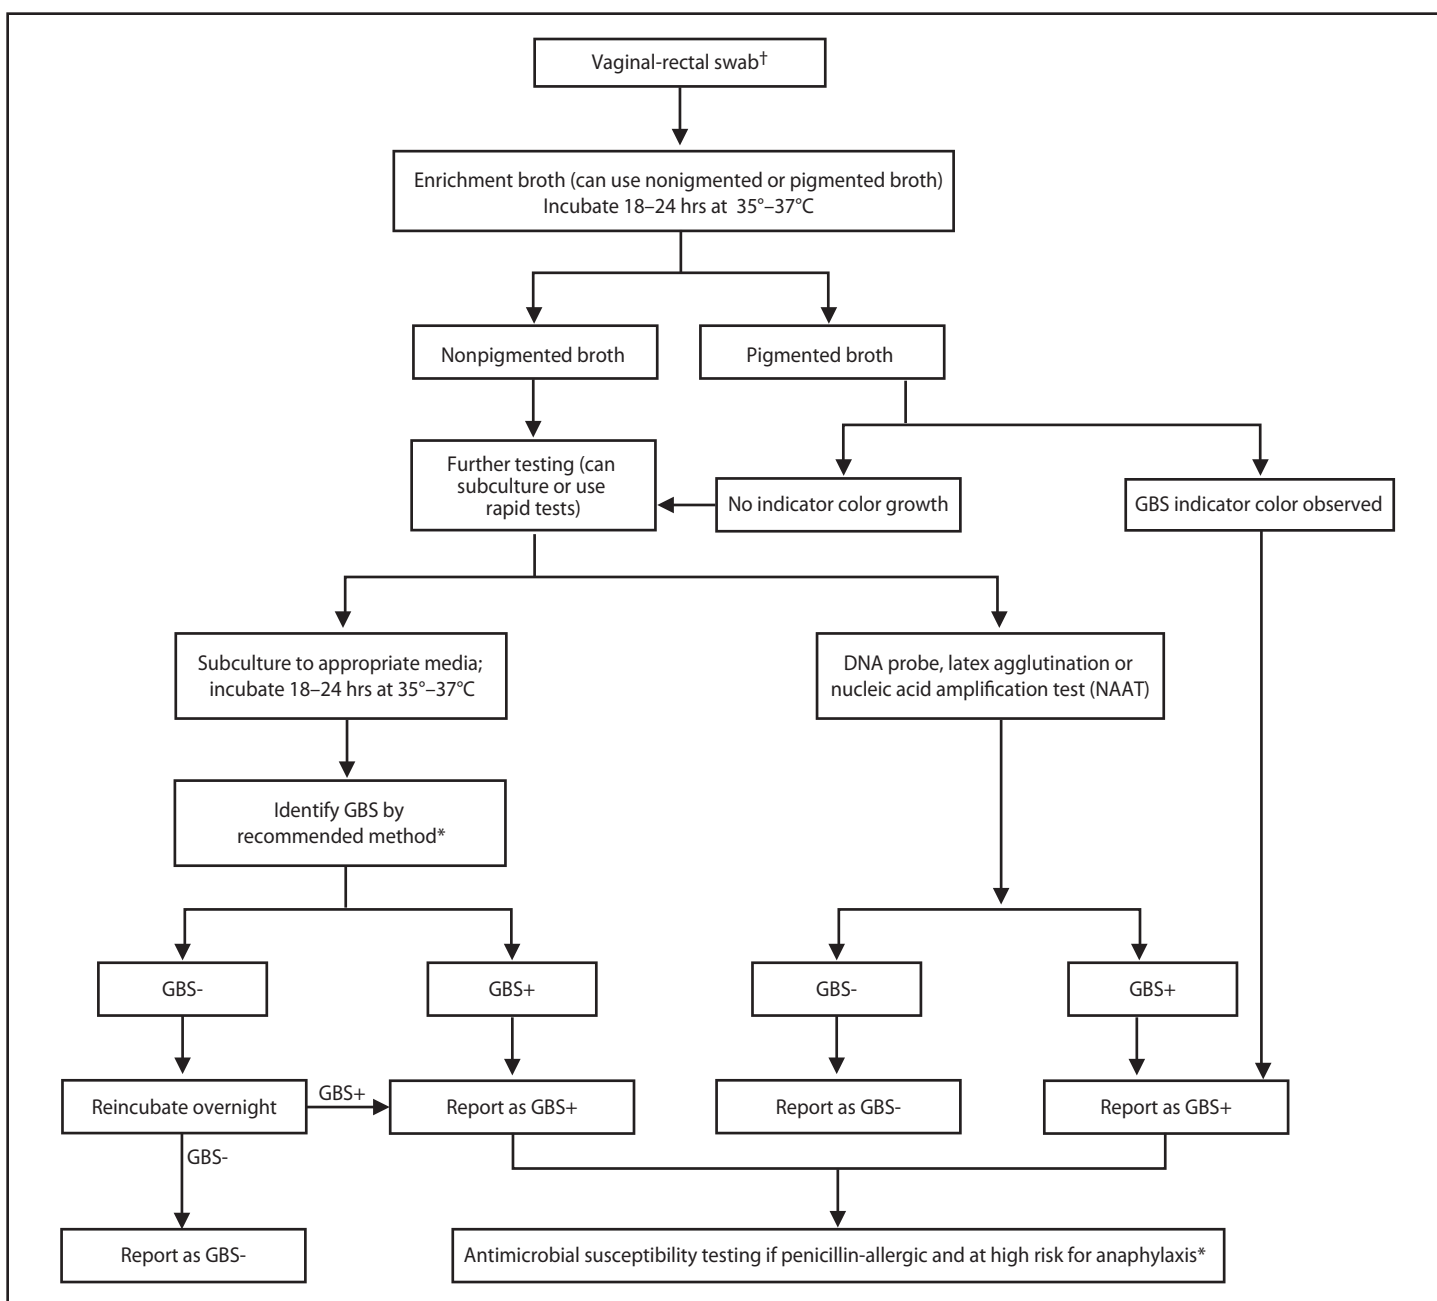 Vaginal-rectal swab†
Enrichment broth (can use nonigmented or pigmented broth)
Incubate 18–24 hrs at 35°–37°C
Nonpigmented broth
Pigmented broth
Further testing (can
subculture or use
rapid tests)
No indicator color growth
GBS indicator color observed
Subculture to appropriate media;
incubate 18–24 hrs at 35°–37°C
DNA probe, latex agglutination or
nucleic acid amplification test (NAAT)
Identify GBS by
recommended method*
GBS-
GBS+
GBS-
GBS+
Reincubate overnight
GBS+
Report as GBS+
Report as GBS-
Report as GBS+
GBS-
Report as GBS-
Antimicrobial susceptibility testing if penicillin-allergic and at high risk for anaphylaxis*